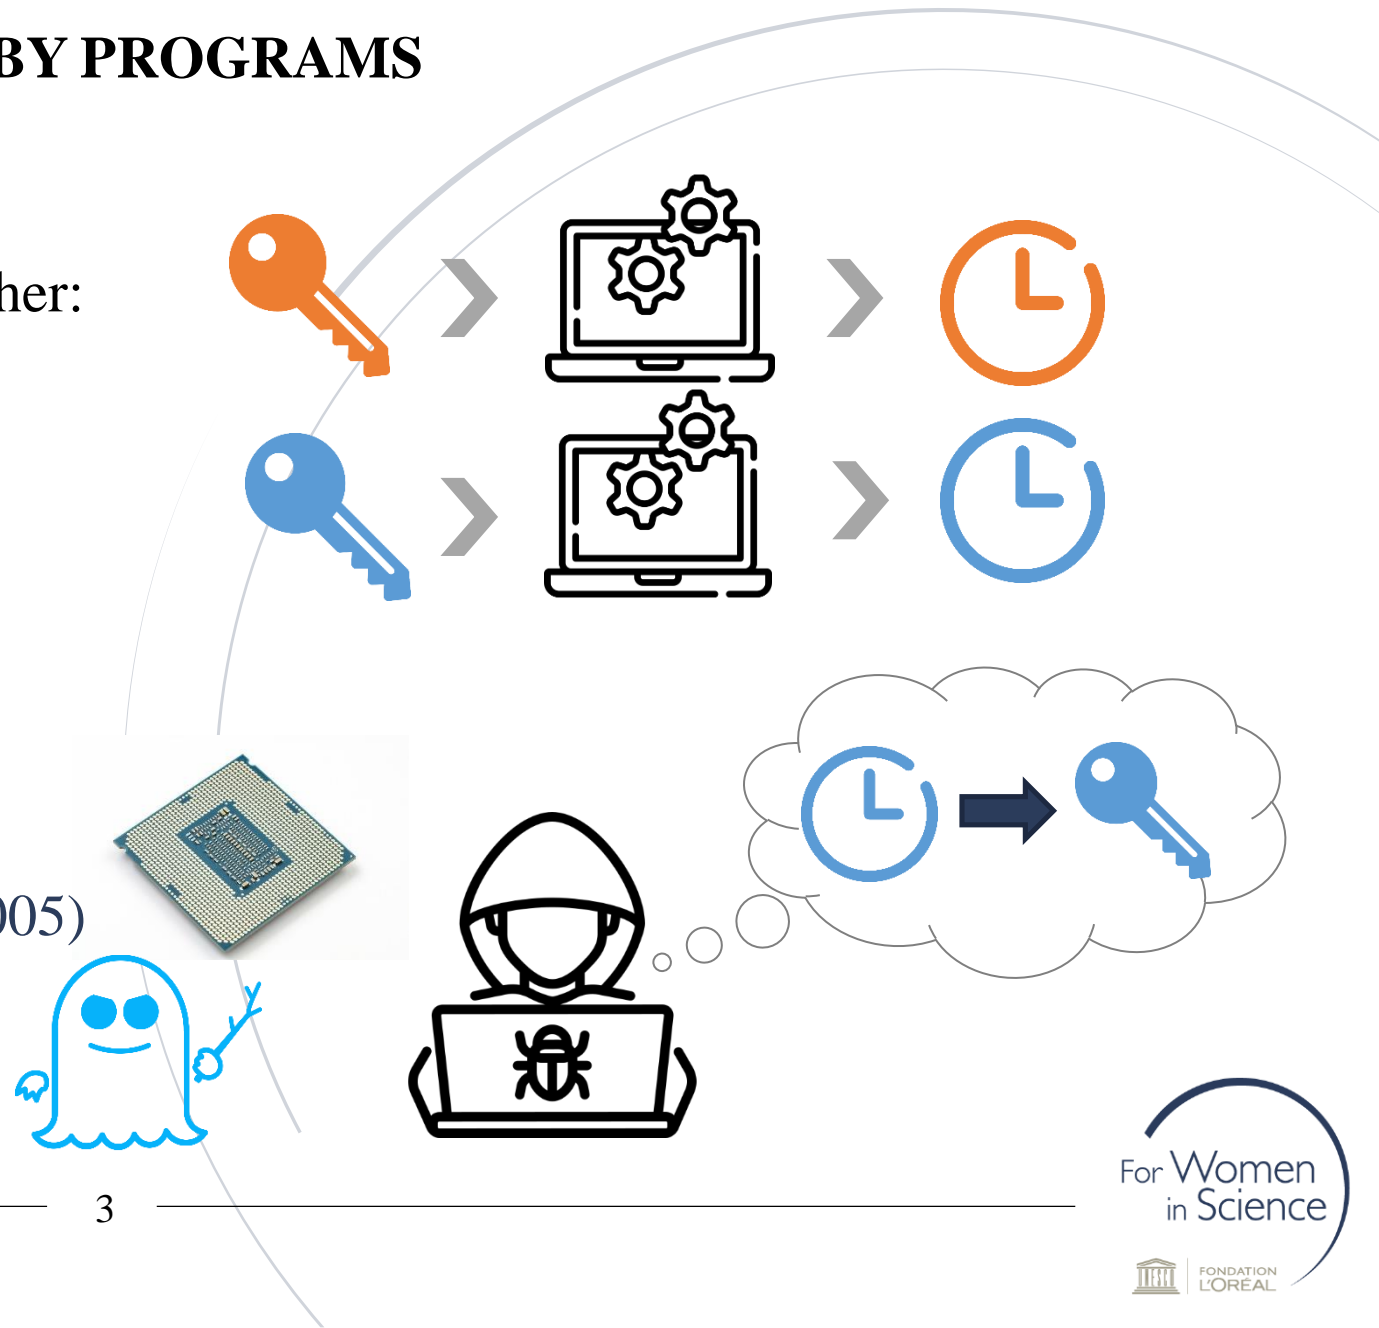 BY PROGRAMS
her:
005)
3
For Women
in Science
FONDATION
L'ORÉAL